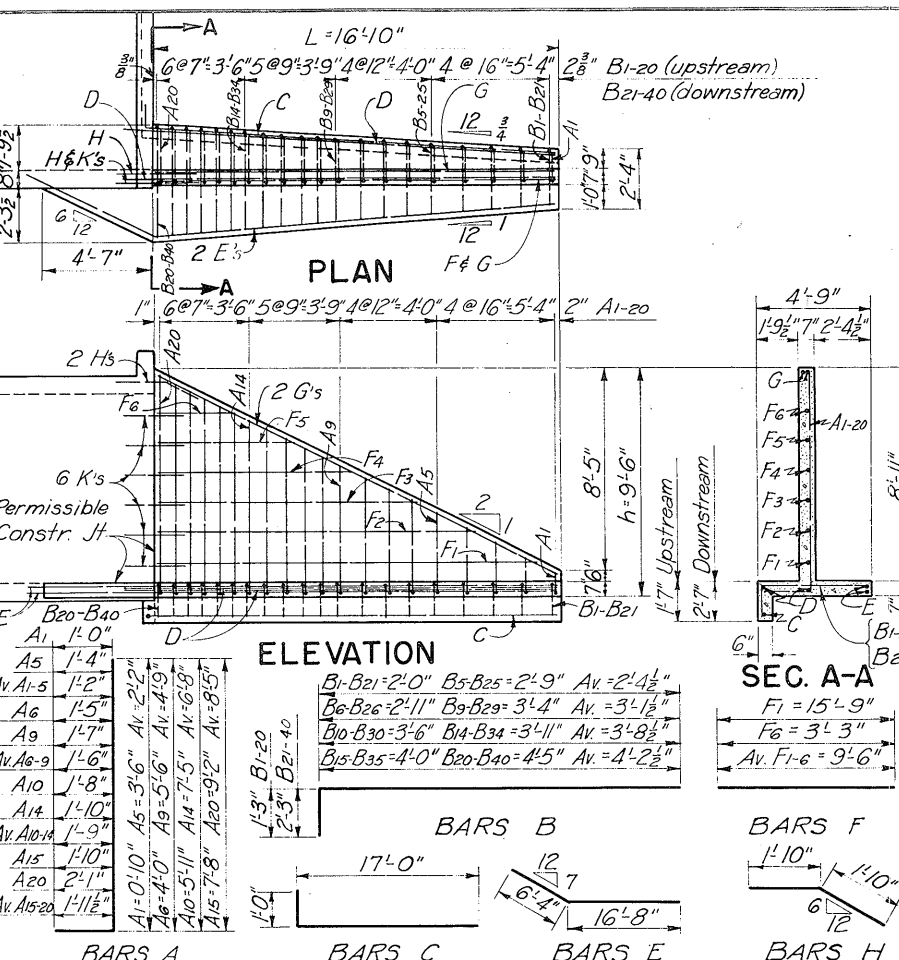 A
L=16'-10"
3/8" 6@7"=3'-6" 5@9"=3'-9" 4@12"=4'-0" 4 @ 16"=5'-4" 2 3/8" B1-20 (upstream)
B21-40 (downstream)
D A20 B14-B34 C B9-B29 D B5-25 G B1-B21 A1
12 3/4
H
H&K's
2'-3 1/2"
1'-0" 7" 9"
2'-4"
6
12
4'-7"
B20-B40
2 E's
12 1
F & G
A
PLAN
1" 6@7"=3'-6" 5@9"=3'-9" 4@12"=4'-0" 4 @ 16"=5'-4" 2" A1-20
4'-9"
1'-9 1/2" 7" 2'-4 1/2"
2 H's
A20
F6
A14
2 G's
F5
A9
F4
F3
A5
F2
2
1
F1
A1
6 K's
Permissible
Constr. Jt.
8'-5"
h=9'-6"
7" 6"
1'-7" Upstream
2'-7" Downstream
G
F6
F5
F4
F3
F2
F1
A1-20
8'-11"
7"
D
E
C
6"
E
B20-B40
D
C
B1-B21
ELEVATION
SEC. A-A
A1 1'-0"
A5 1'-4"
Av. A1-5 1'-2"
A6 1'-5"
A9 1'-7"
Av. A6-9 1'-6"
A10 1'-8"
A14 1'-10"
Av. A10-14 1'-9"
A15 1'-10"
A20 2'-1"
Av. A15-20 1'-11 1/2"
A1=0'-10" A5=3'-6" Av.=2'-2"
A6=4'-0" A9=5'-6" Av.=4'-9"
A10=5'-11" A14=7'-5" Av.=6'-8"
A15=7'-8" A20=9'-2" Av.=8'-5"
BARS A
B1-B21=2'-0" B5-B25=2'-9" Av.=2'-4 1/2"
B6-B26=2'-11" B9-B29=3'-4" Av.=3'-1 1/2"
B10-B30=3'-6" B14-B34=3'-11" Av.=3'-8 1/2"
B15-B35=4'-0" B20-B40=4'-5" Av.=4'-2 1/2"
1'-3" B1-20
2'-3" B21-40
BARS B
F1=15'-9"
F6=3'-3"
Av. F1-6=9'-6"
BARS F
17'-0"
1'-0"
BARS C
12
7
6'-4"
16'-8"
BARS E
1'-10"
1'-10"
6
12
BARS H